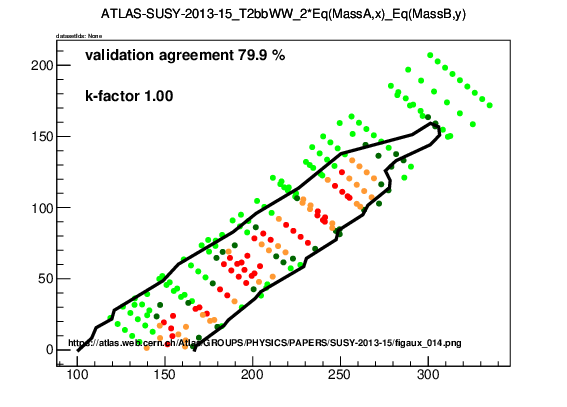 ATLAS-SUSY-2013-15_T2bbWW_2*Eq(MassA,x)_Eq(MassB,y)
datasetIds: None
validation agreement 79.9 %
k-factor 1.00
200
150
100
50
0
https://atlas.web.cern.ch/Atlas/GROUPS/PHYSICS/PAPERS/SUSY-2013-15/figaux_014.png
100 150 200 250 300